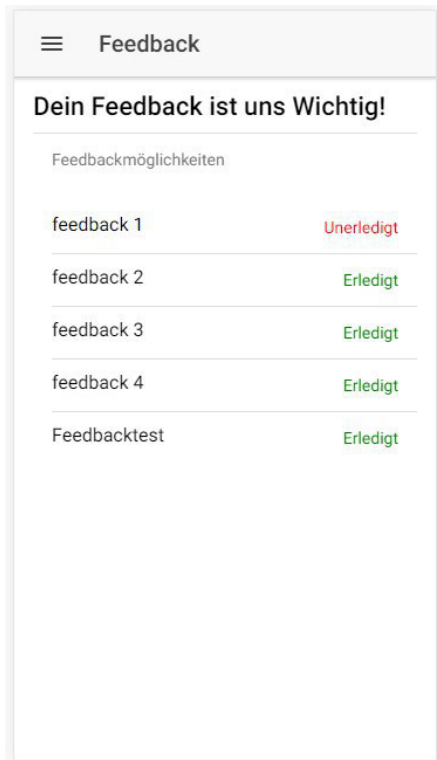 Feedback
Dein Feedback ist uns Wichtig!
Feedbackmöglichkeiten
feedback 1 Unerledigt
feedback 2 Erledigt
feedback 3 Erledigt
feedback 4 Erledigt
Feedbacktest Erledigt